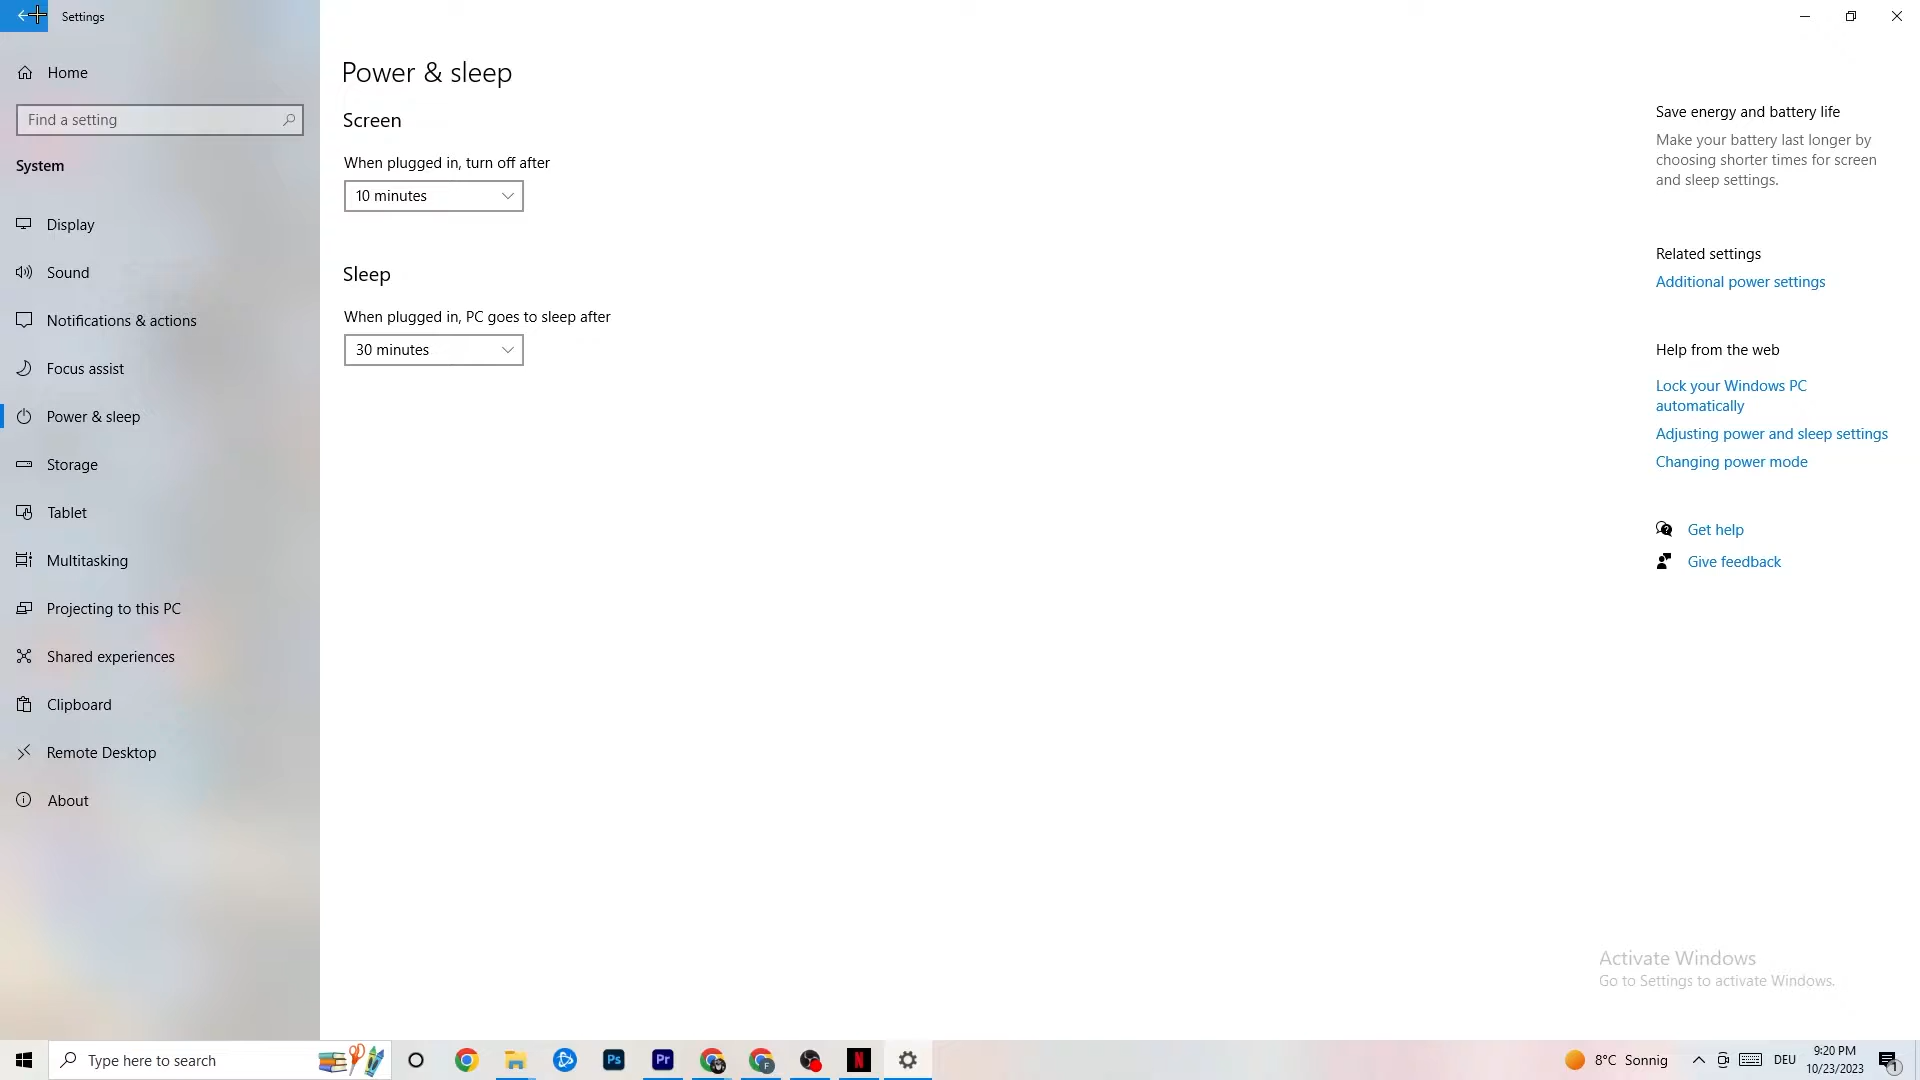 Settings
Home
Find a setting
System
Display
Sound
Notifications & actions
Focus assist
Power & sleep
Storage
Tablet
Multitasking
Projecting to this PC
Shared experiences
Clipboard
Remote Desktop
About
Power & sleep
Screen
When plugged in, turn off after
10 minutes
Sleep
When plugged in, PC goes to sleep after
30 minutes
Save energy and battery life
Make your battery last longer by
choosing shorter times for screen
and sleep settings.
Related settings
Additional power settings
Help from the web
Lock your Windows PC
automatically
Adjusting power and sleep settings
Changing power mode
Get help
Give feedback
Activate Windows
Go to Settings to activate Windows.
Type here to search
Ps
Pr
F
N
8°C Sonnig
DEU
9:20 PM
10/23/2023
1